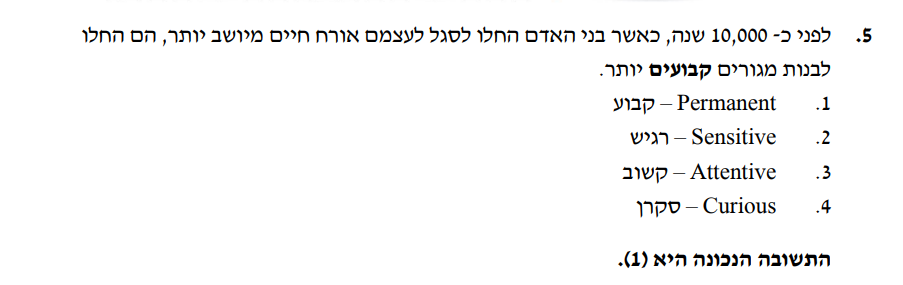 5. לפני כ- 10,000 שנה, כאשר בני האדם החלו לסגל לעצמם אורח חיים מיושב יותר, הם החלו
לבנות מגורים קבועים יותר.
1. Permanent – קבוע
2. Sensitive – רגיש
3. Attentive – קשוב
4. Curious – סקרן
התשובה הנכונה היא (1).